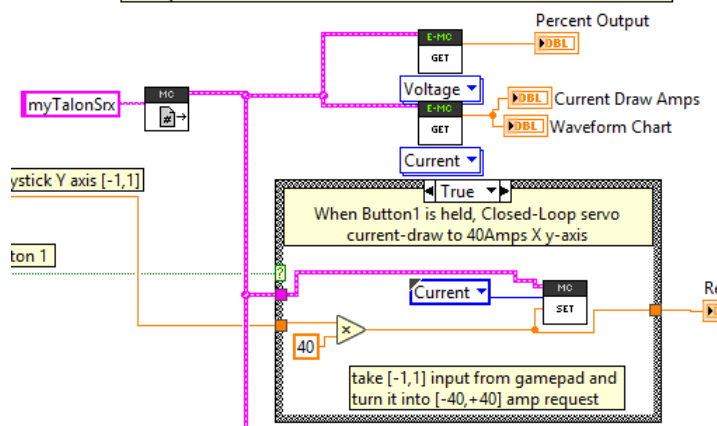 Percent Output
E-MC
GET
DBL
Voltage
MC
myTalonSrx
#
E-MC
GET
DBL
Current Draw Amps
DBL
Waveform Chart
Current
ystick Y axis [-1,1]
True
When Button1 is held, Closed-Loop servo
current-draw to 40Amps X y-axis
ton 1
?
Current
MC
SET
Re
×
40
take [-1,1] input from gamepad and
turn it into [-40,+40] amp request